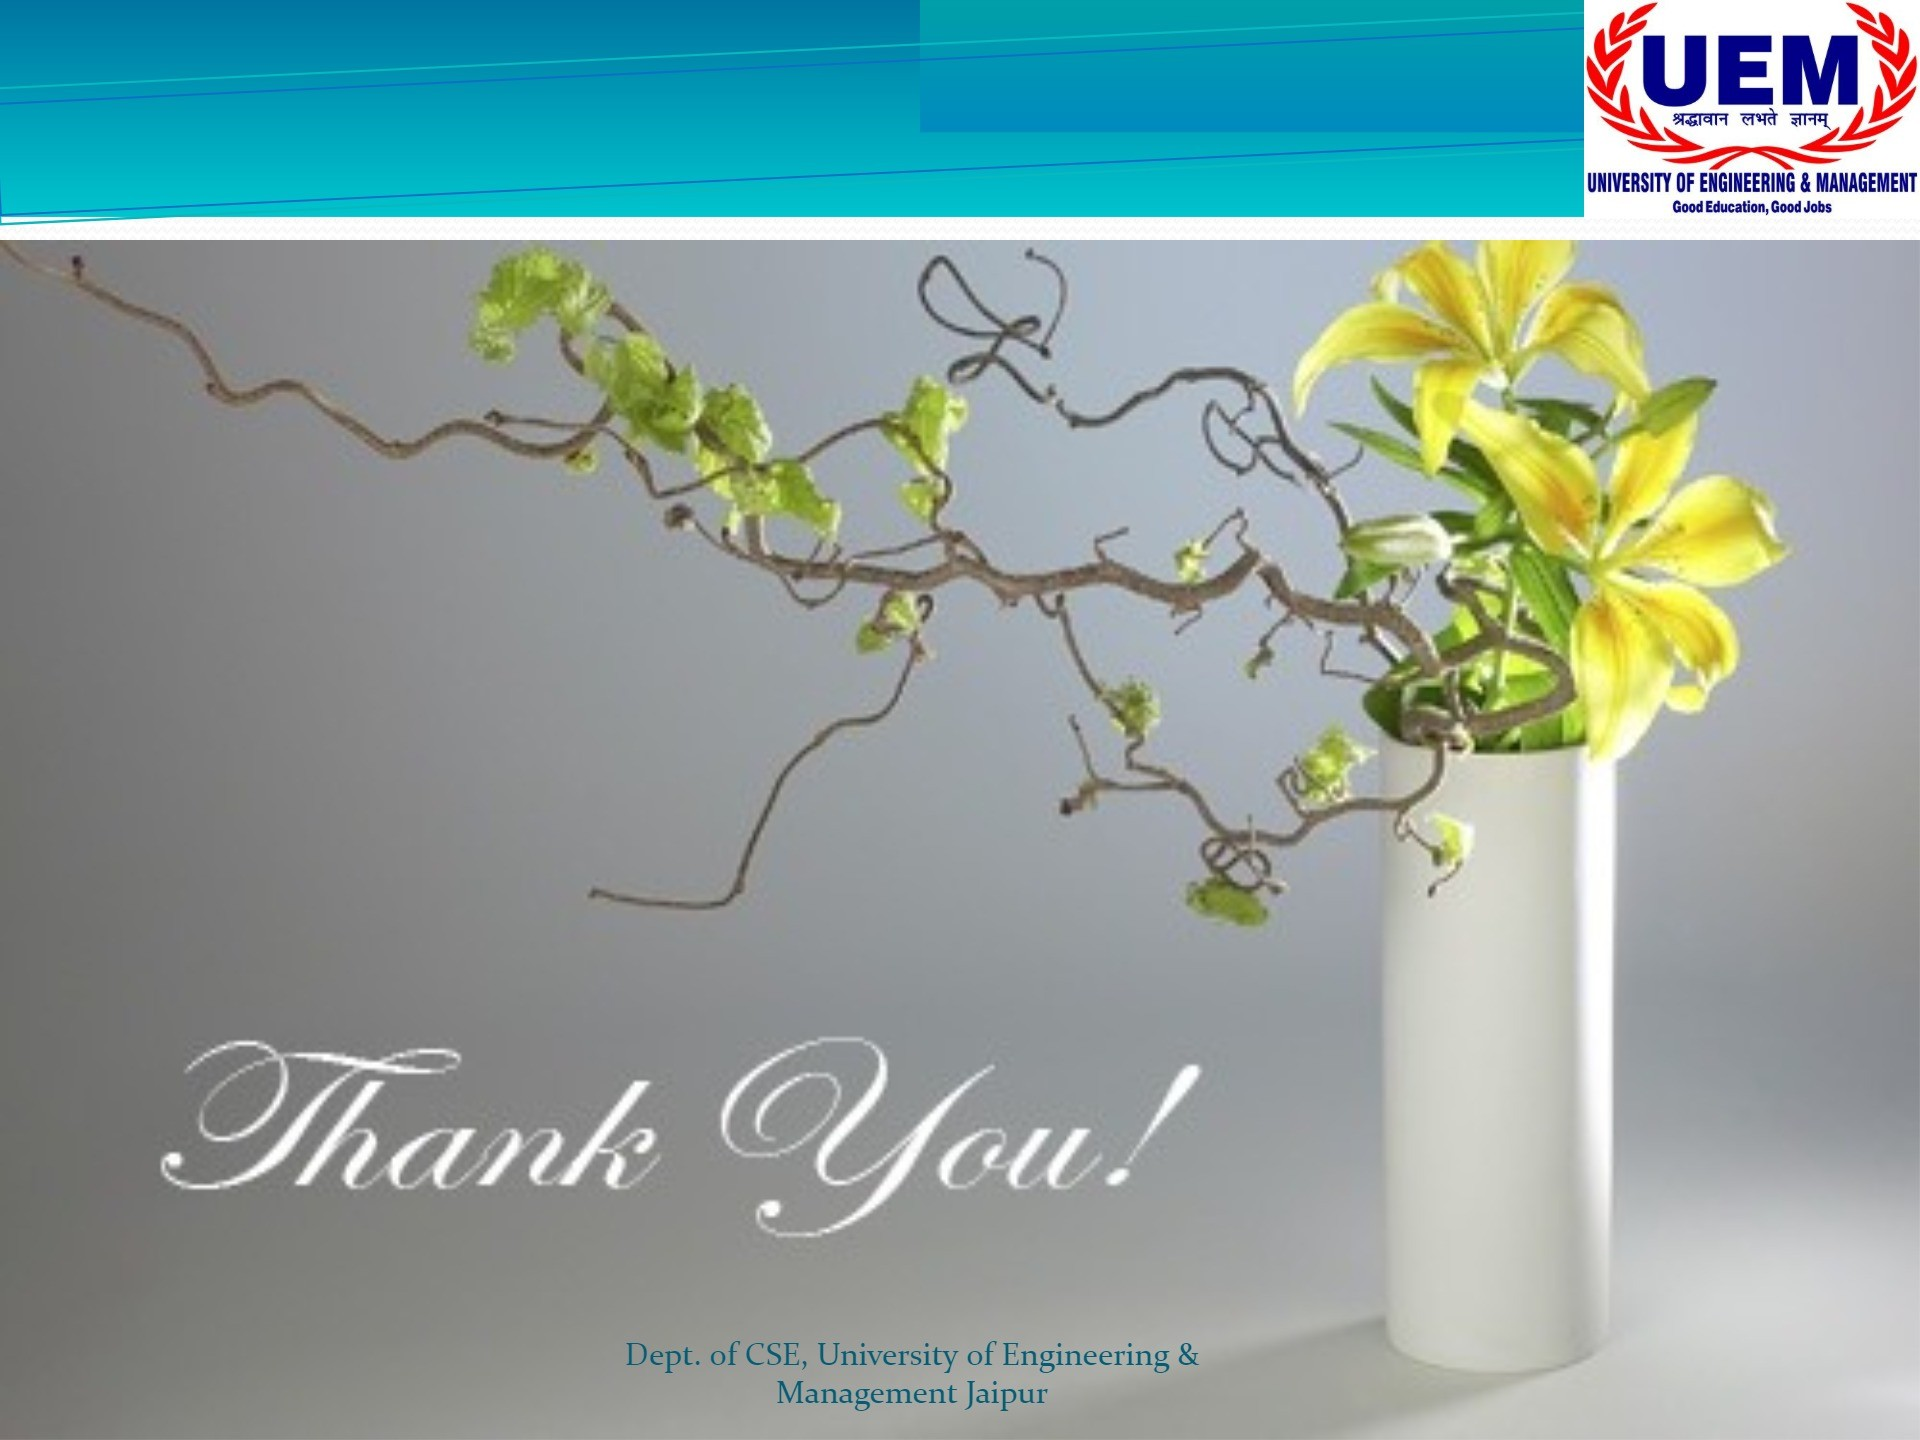 UEM
श्रद्धावान लभते ज्ञानम्
UNIVERSITY OF ENGINEERING & MANAGEMENT
Good Education, Good Jobs
Thank You!
Dept. of CSE, University of Engineering &
Management Jaipur